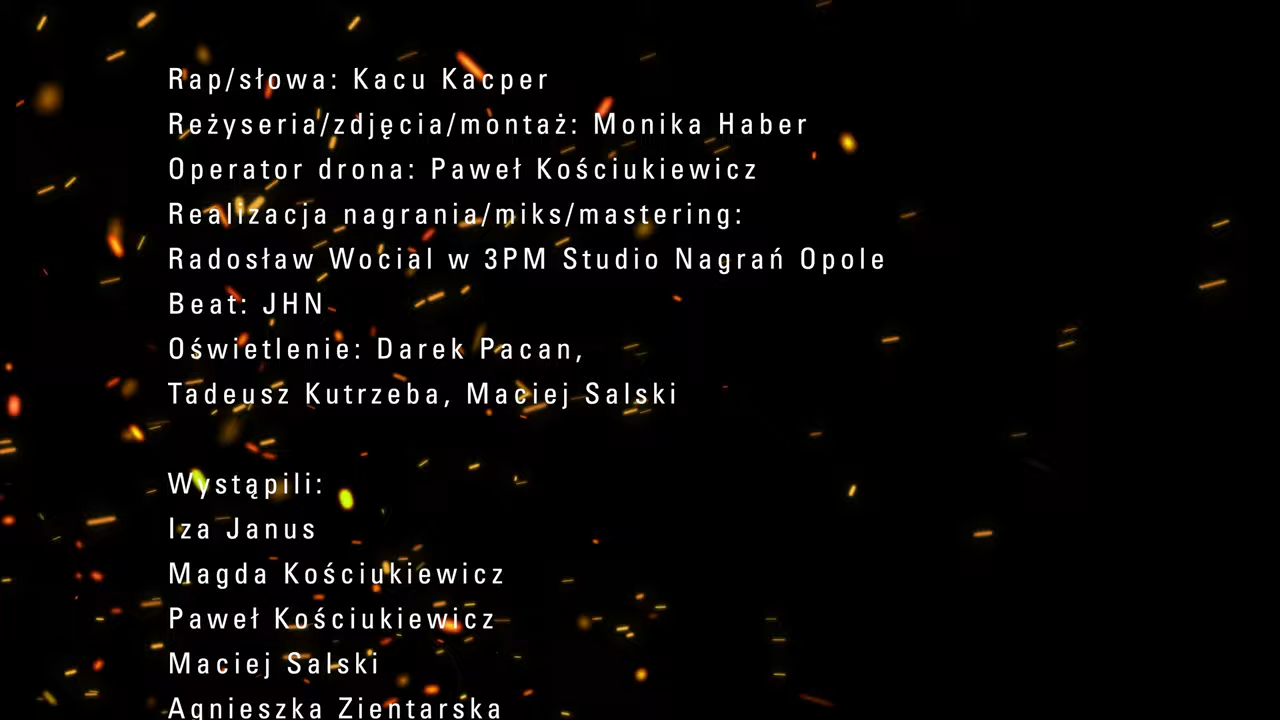 Rap/słowa: Kacu Kacper
Reżyseria/zdjęcia/montaż: Monika Haber
Operator drona: Paweł Kościukiewicz
Realizacja nagrania/miks/mastering:
Radosław Wocial w 3PM Studio Nagrań Opole
Beat: JHN
Oświetlenie: Darek Pacan,
Tadeusz Kutrzeba, Maciej Salski
Wystąpili:
Iza Janus
Magda Kościukiewicz
Paweł Kościukiewicz
Maciej Salski
Agnieszka Zientarska